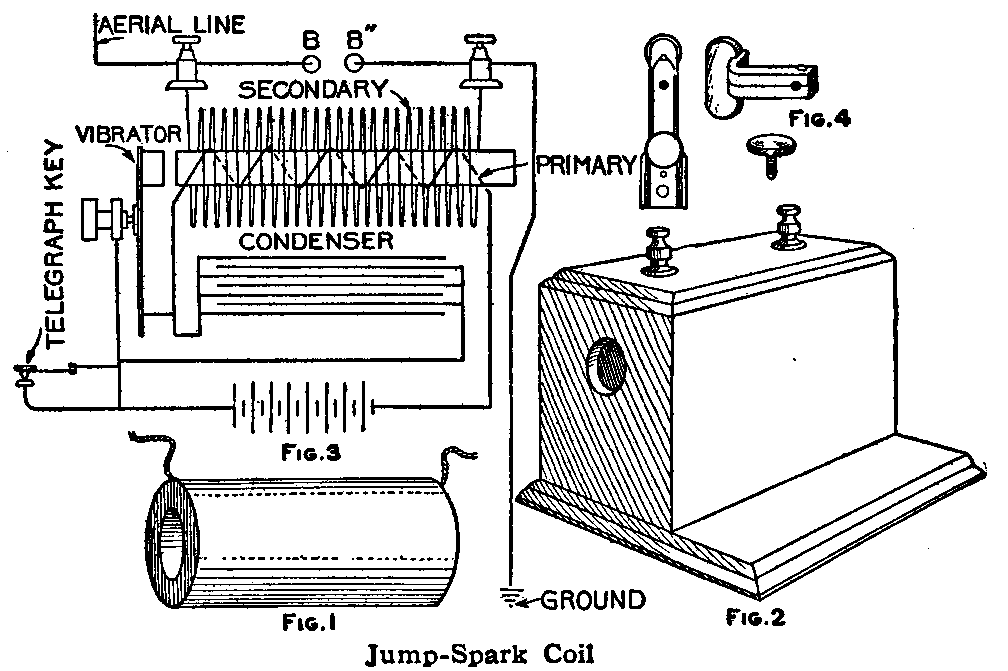 AERIAL LINE
B B"
SECONDARY
VIBRATOR
PRIMARY
TELEGRAPH KEY
CONDENSER
FIG.3
FIG.4
GROUND
FIG.1
FIG.2
Jump-Spark Coil